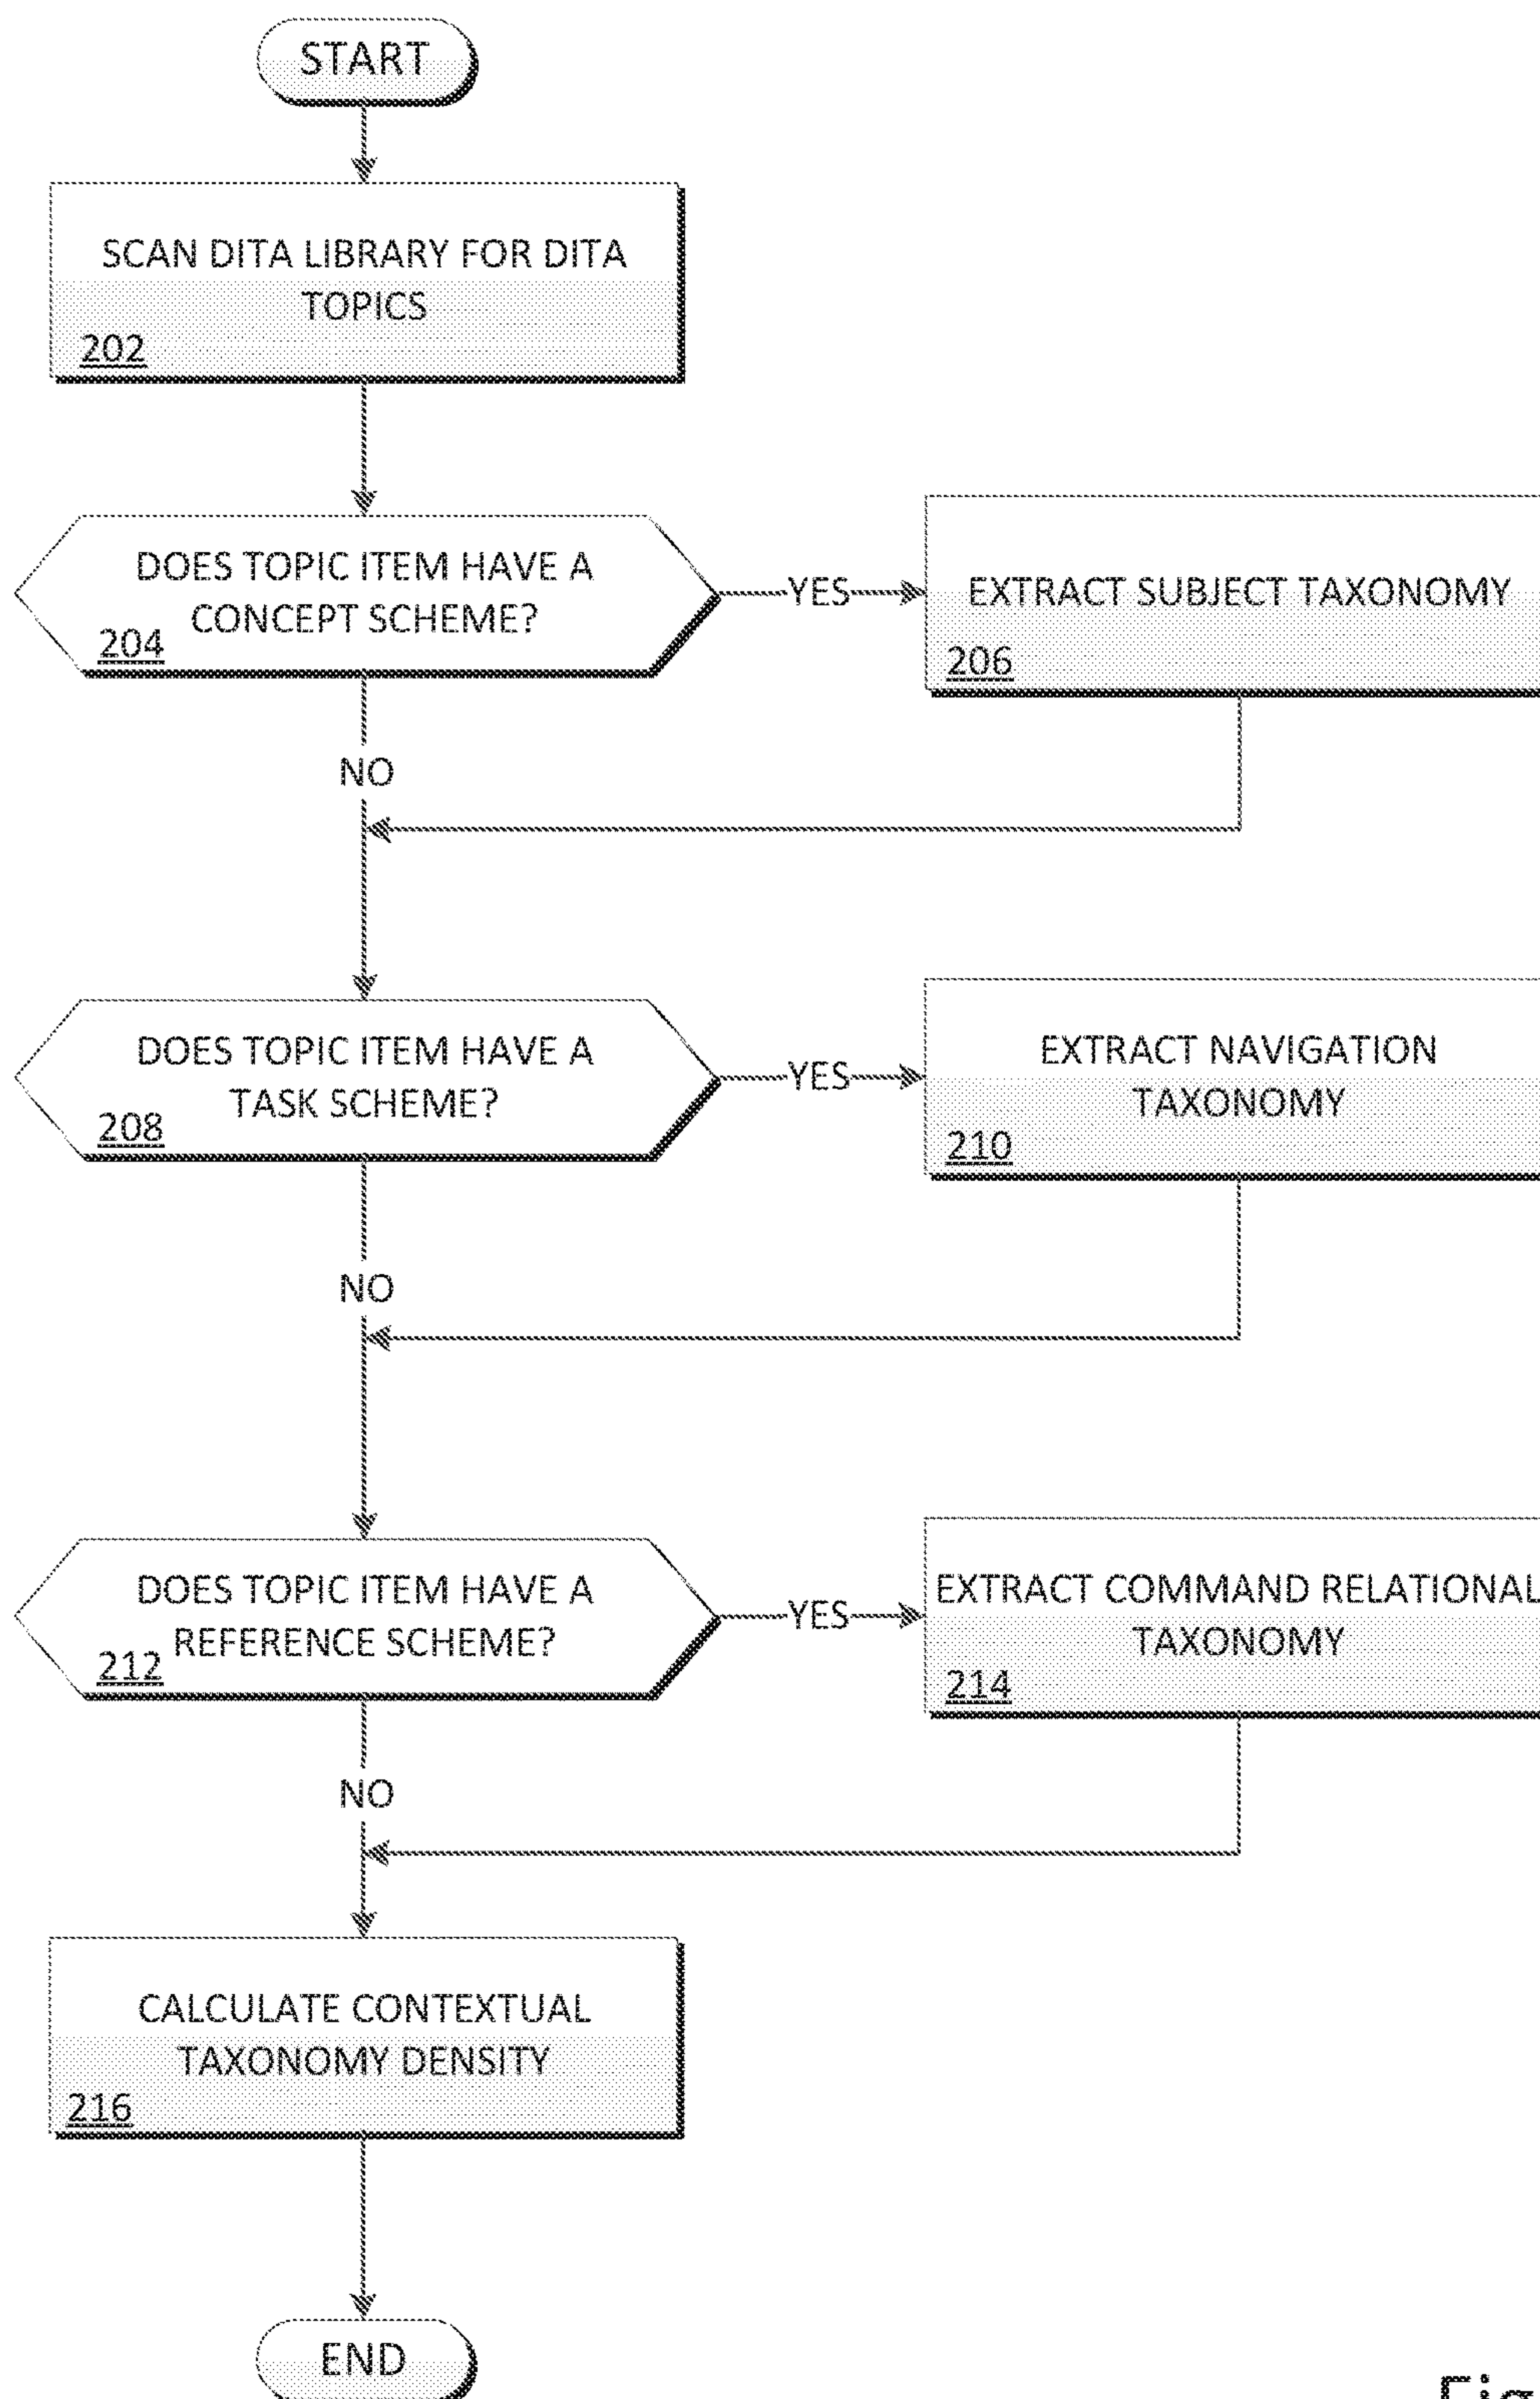 START
SCAN DITA LIBRARY FOR DITA
TOPICS
202
DOES TOPIC ITEM HAVE A
CONCEPT SCHEME?
204
YES
EXTRACT SUBJECT TAXONOMY
206
NO
DOES TOPIC ITEM HAVE A
TASK SCHEME?
208
YES
EXTRACT NAVIGATION
TAXONOMY
210
NO
DOES TOPIC ITEM HAVE A
REFERENCE SCHEME?
212
YES
EXTRACT COMMAND RELATIONAL
TAXONOMY
214
NO
CALCULATE CONTEXTUAL
TAXONOMY DENSITY
216
END